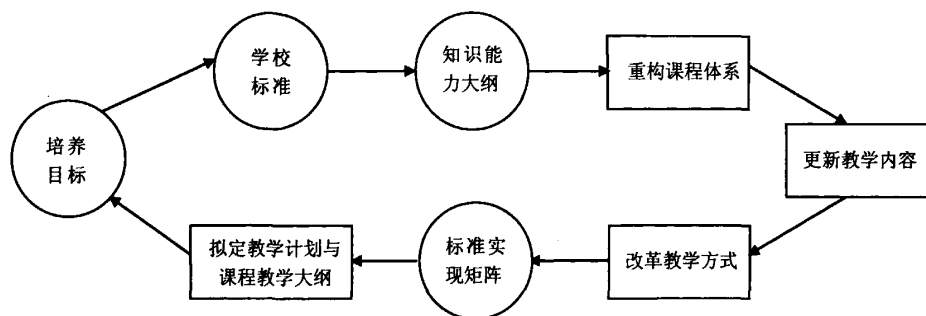 学校
标准
知识能
力大纲
重构课程体系
更新教学内容
改革教学方式
标准实
现矩阵
拟定教学计划与
课程教学大纲
培养
目标